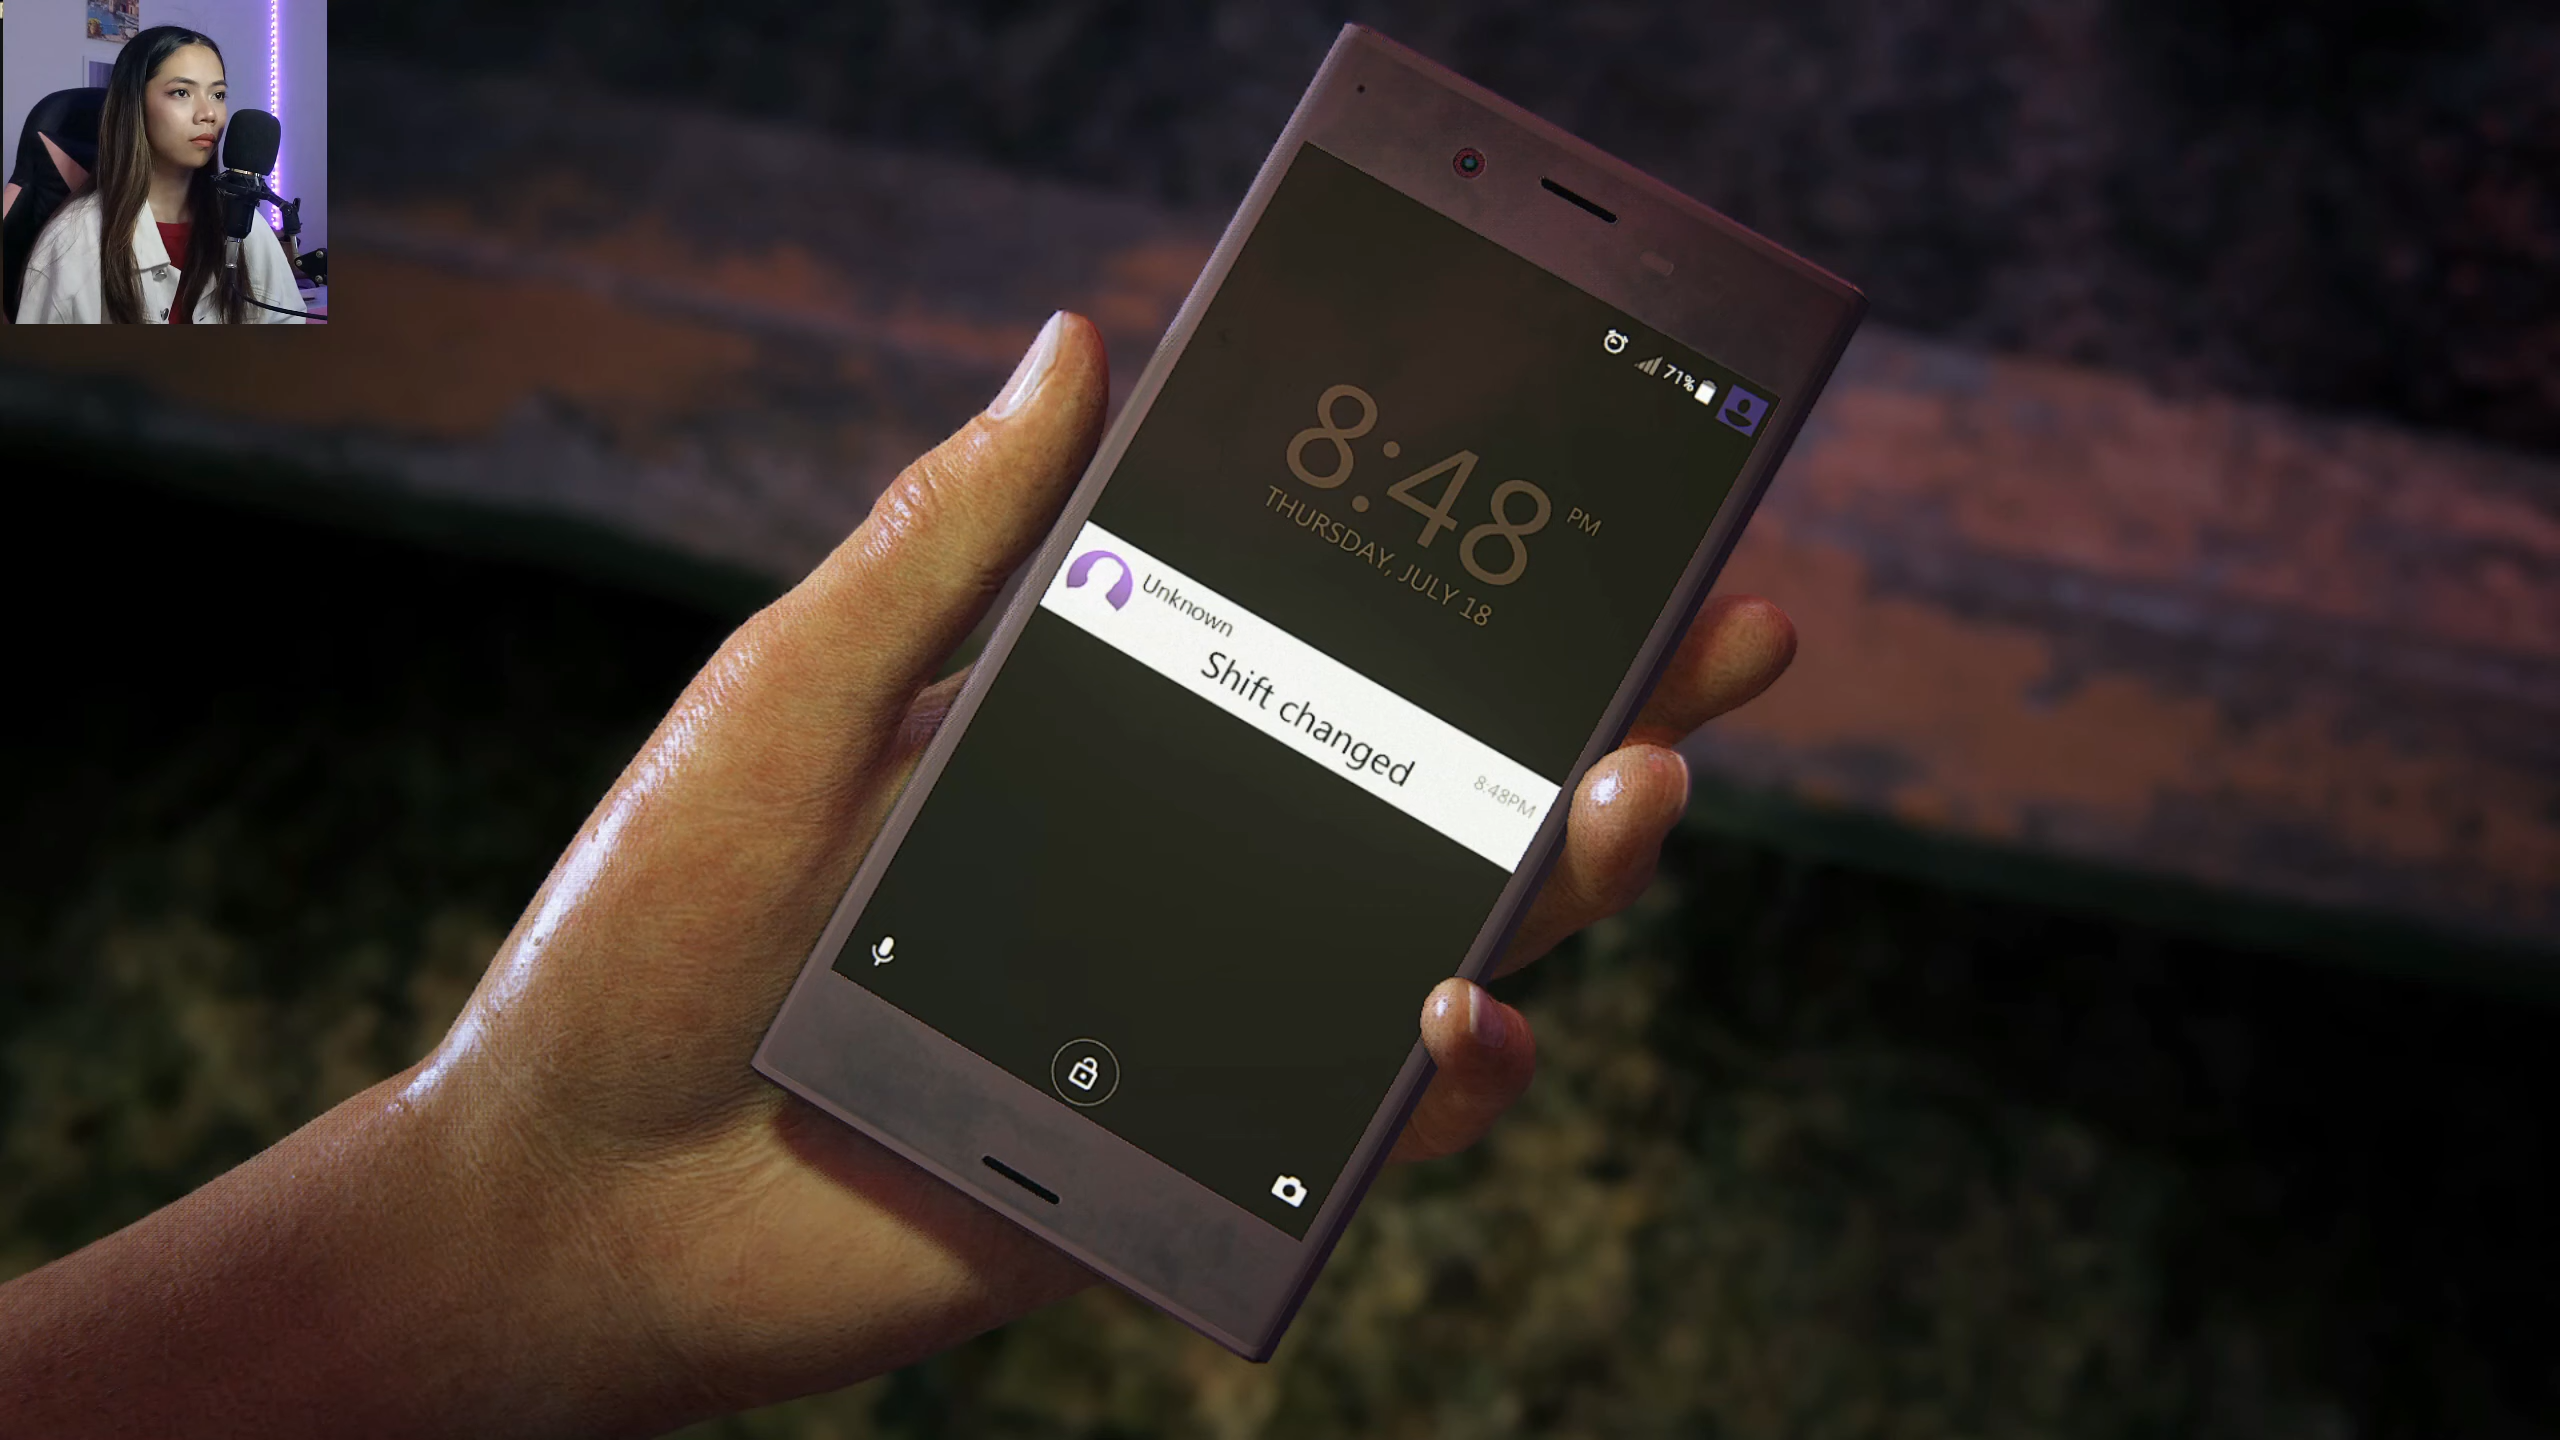 71%
8:48 PM
THURSDAY, JULY 18
Unknown
Shift changed
8:48PM